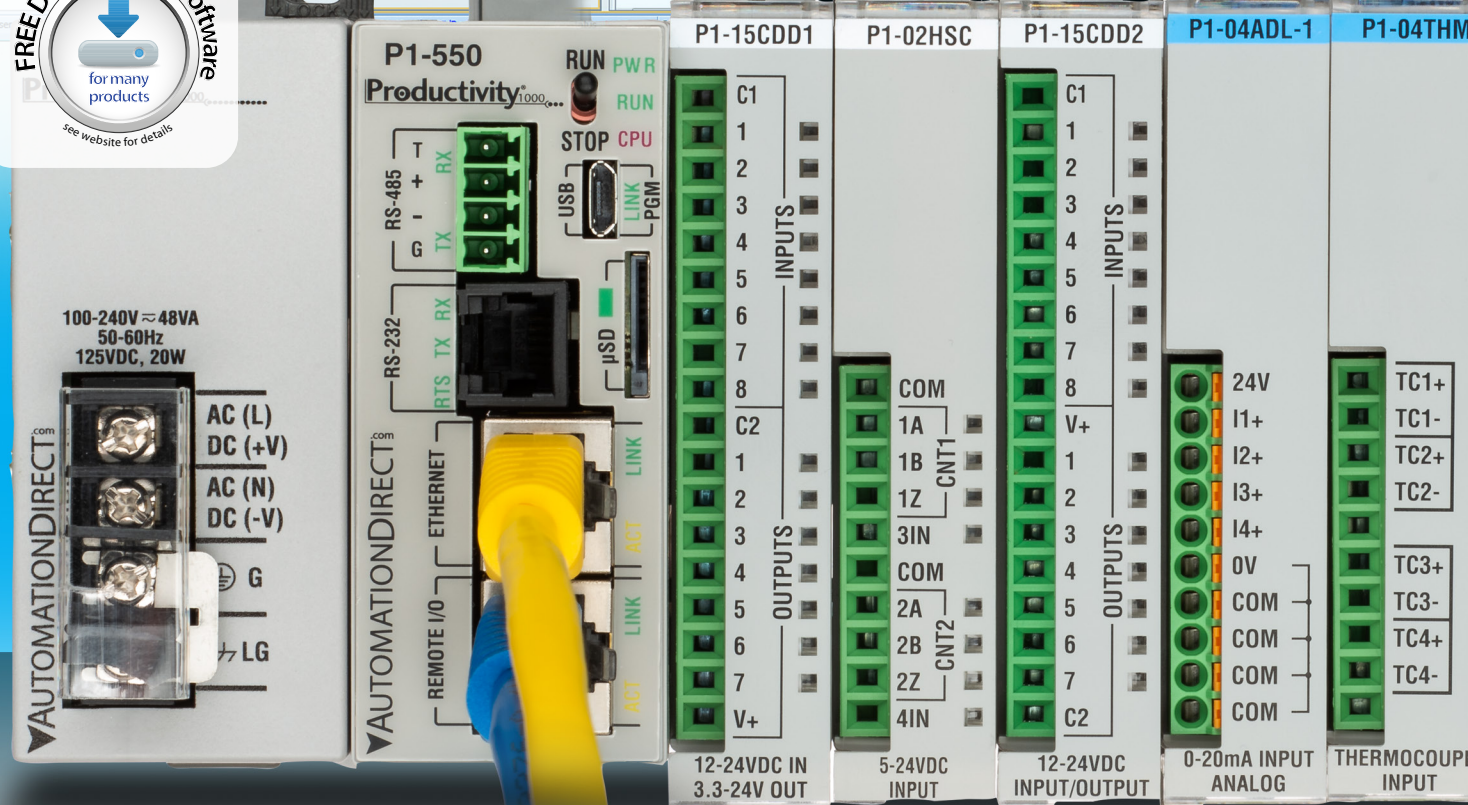 FREE
Software
for many
products
see website for details
100-240V ⎓ 48VA
50-60Hz
125VDC, 20W
AC (L)
DC (+V)
AC (N)
DC (-V)
G
LG
AUTOMATIONDIRECT.com
P1-550
Productivity®1000
RUN
PWR
RUN
STOP
CPU
RS-485
T
+
-
G
RX
TX
USB
LINK
PGM
RS-232
RX
TX
RTS
µSD
ETHERNET
LINK
ACT
REMOTE I/O
LINK
ACT
AUTOMATIONDIRECT.com
P1-15CDD1
C1
1
2
3
4
5
6
7
8
INPUTS
C2
1
2
3
4
5
6
7
V+
OUTPUTS
12-24VDC IN
3.3-24V OUT
P1-02HSC
COM
1A
1B
1Z
CNT1
3IN
COM
2A
2B
2Z
CNT2
4IN
5-24VDC
INPUT
P1-15CDD2
C1
1
2
3
4
5
6
7
8
INPUTS
V+
1
2
3
4
5
6
7
C2
OUTPUTS
12-24VDC
INPUT/OUTPUT
P1-04ADL-1
24V
I1+
I2+
I3+
I4+
0V
COM
COM
COM
COM
0-20mA INPUT
ANALOG
P1-04THM
TC1+
TC1-
TC2+
TC2-
TC3+
TC3-
TC4+
TC4-
THERMOCOUPL
INPUT